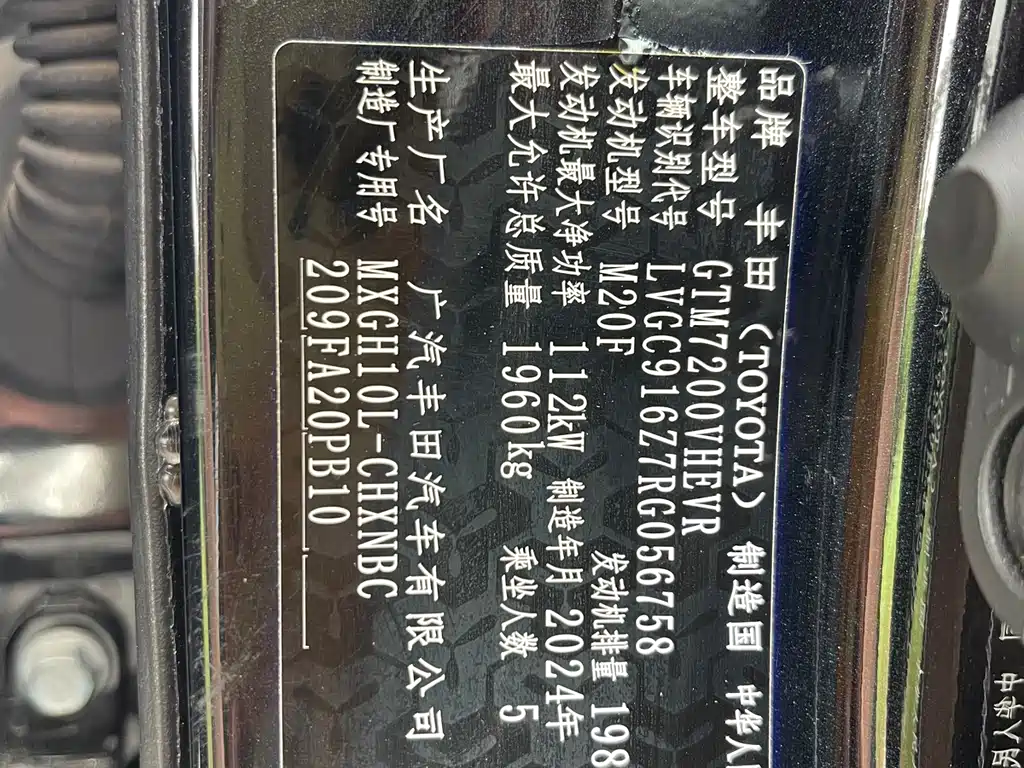 品牌 丰田（TOYOTA） 制造国 中华人
整车型号 GTM7200VHEVR
车辆识别代号 LVGC916Z7RG056758
发动机型号 M20F 发动机排量 198
发动机最大净功率 112kW 制造年月 2024年
最大允许总质量 1960kg 乘坐人数 5
生产厂名 广汽丰田汽车有限公司
制造厂专用号 MXGH10L-CHXNBC
209FA20PB10